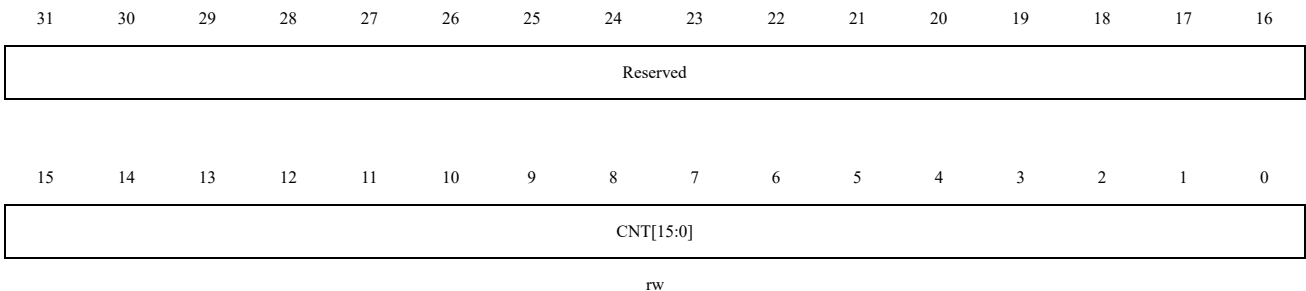 31 30 29 28 27 26 25 24 23 22 21 20 19 18 17 16
Reserved
15 14 13 12 11 10 9 8 7 6 5 4 3 2 1 0
CNT[15:0]
rw